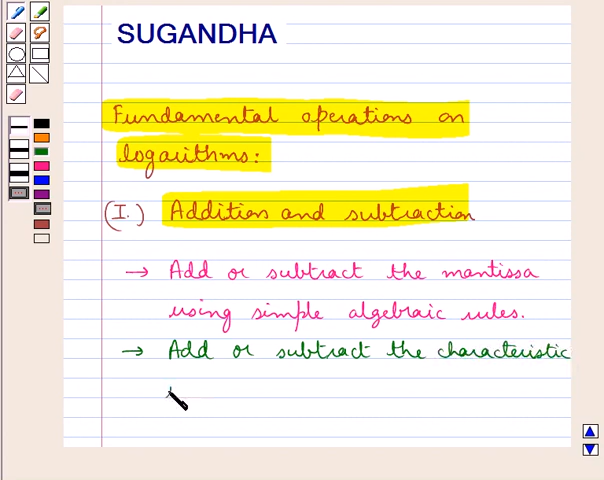 SUGANDHA
Fundamental operations on
logarithms:
(I.) Addition and subtraction
→ Add or subtract the mantissa
using simple algebraic rules.
→ Add or subtract the characteristic